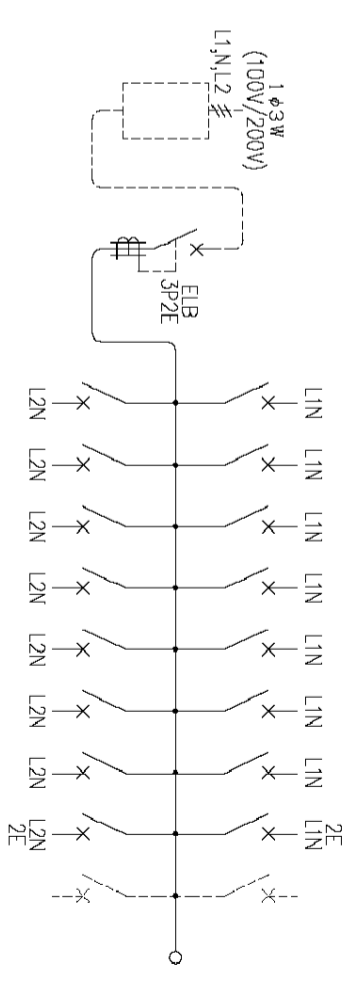 1φ3W
(100V/200V)
L1,N,L2
ELB
3P2E
L2N
L1N
L2N
L1N
L2N
L1N
L2N
L1N
L2N
L1N
L2N
L1N
L2N
L1N
L2N
2E
L1N
2E